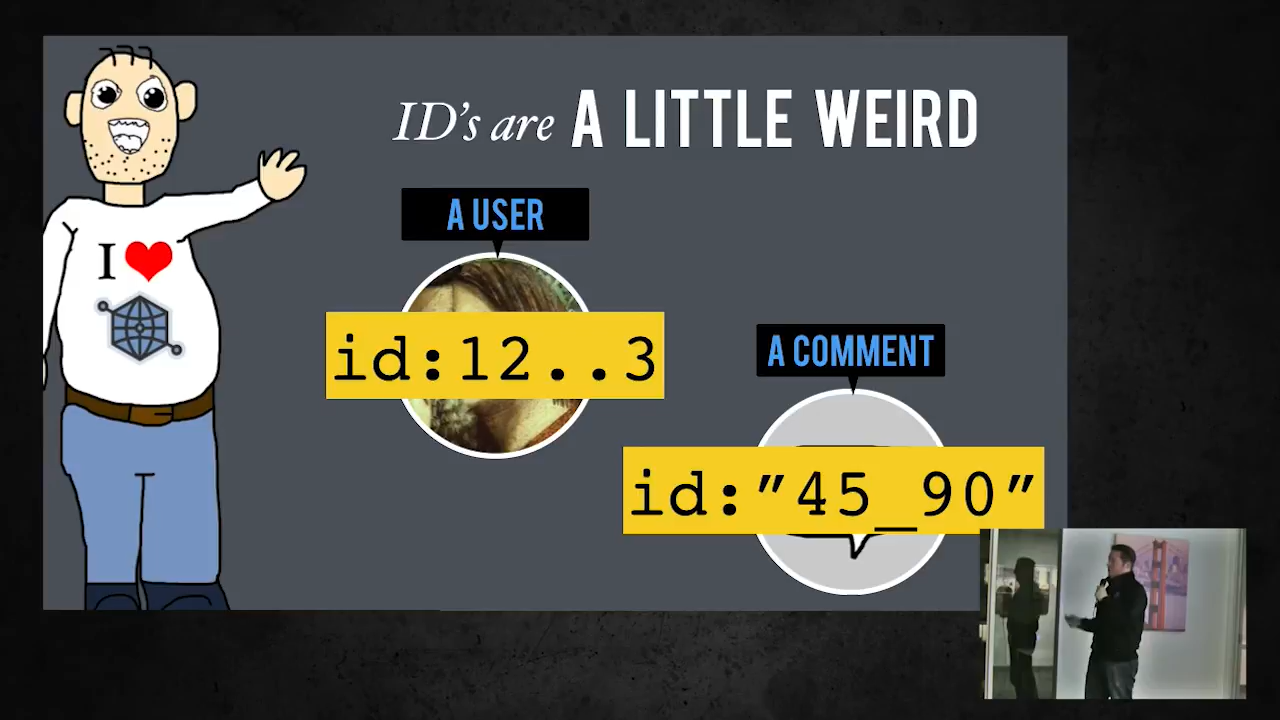 ID's are A LITTLE WEIRD
A USER
I
id:12..3
A COMMENT
id:"45_90"